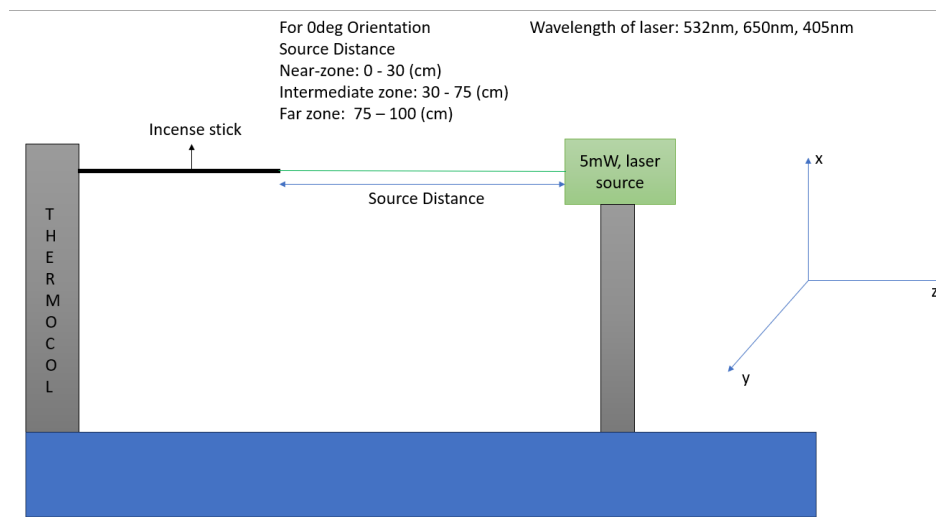 For 0deg Orientation
Source Distance
Near-zone: 0 - 30 (cm)
Intermediate zone: 30 - 75 (cm)
Far zone: 75 – 100 (cm)
Wavelength of laser: 532nm, 650nm, 405nm
Incense stick
5mW, laser
source
Source Distance
T
H
E
R
M
O
C
O
L
x
z
y